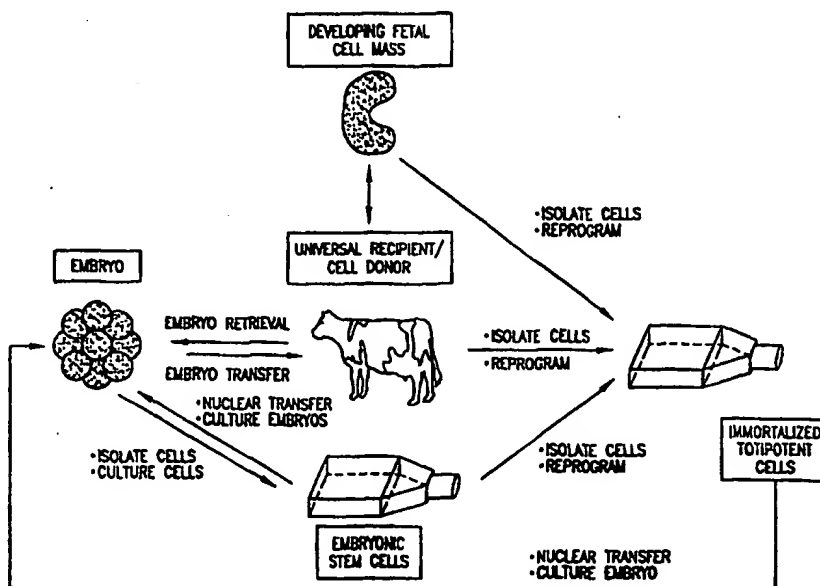 DEVELOPING FETAL
CELL MASS
•ISOLATE CELLS
•REPROGRAM
UNIVERSAL RECIPIENT/
CELL DONOR
EMBRYO
EMBRYO RETRIEVAL
EMBRYO TRANSFER
•ISOLATE CELLS
•REPROGRAM
•NUCLEAR TRANSFER
•CULTURE EMBRYOS
•ISOLATE CELLS
•CULTURE CELLS
•ISOLATE CELLS
•REPROGRAM
IMMORTALIZED
TOTIPOTENT
CELLS
EMBRYONIC
STEM CELLS
•NUCLEAR TRANSFER
•CULTURE EMBRYO